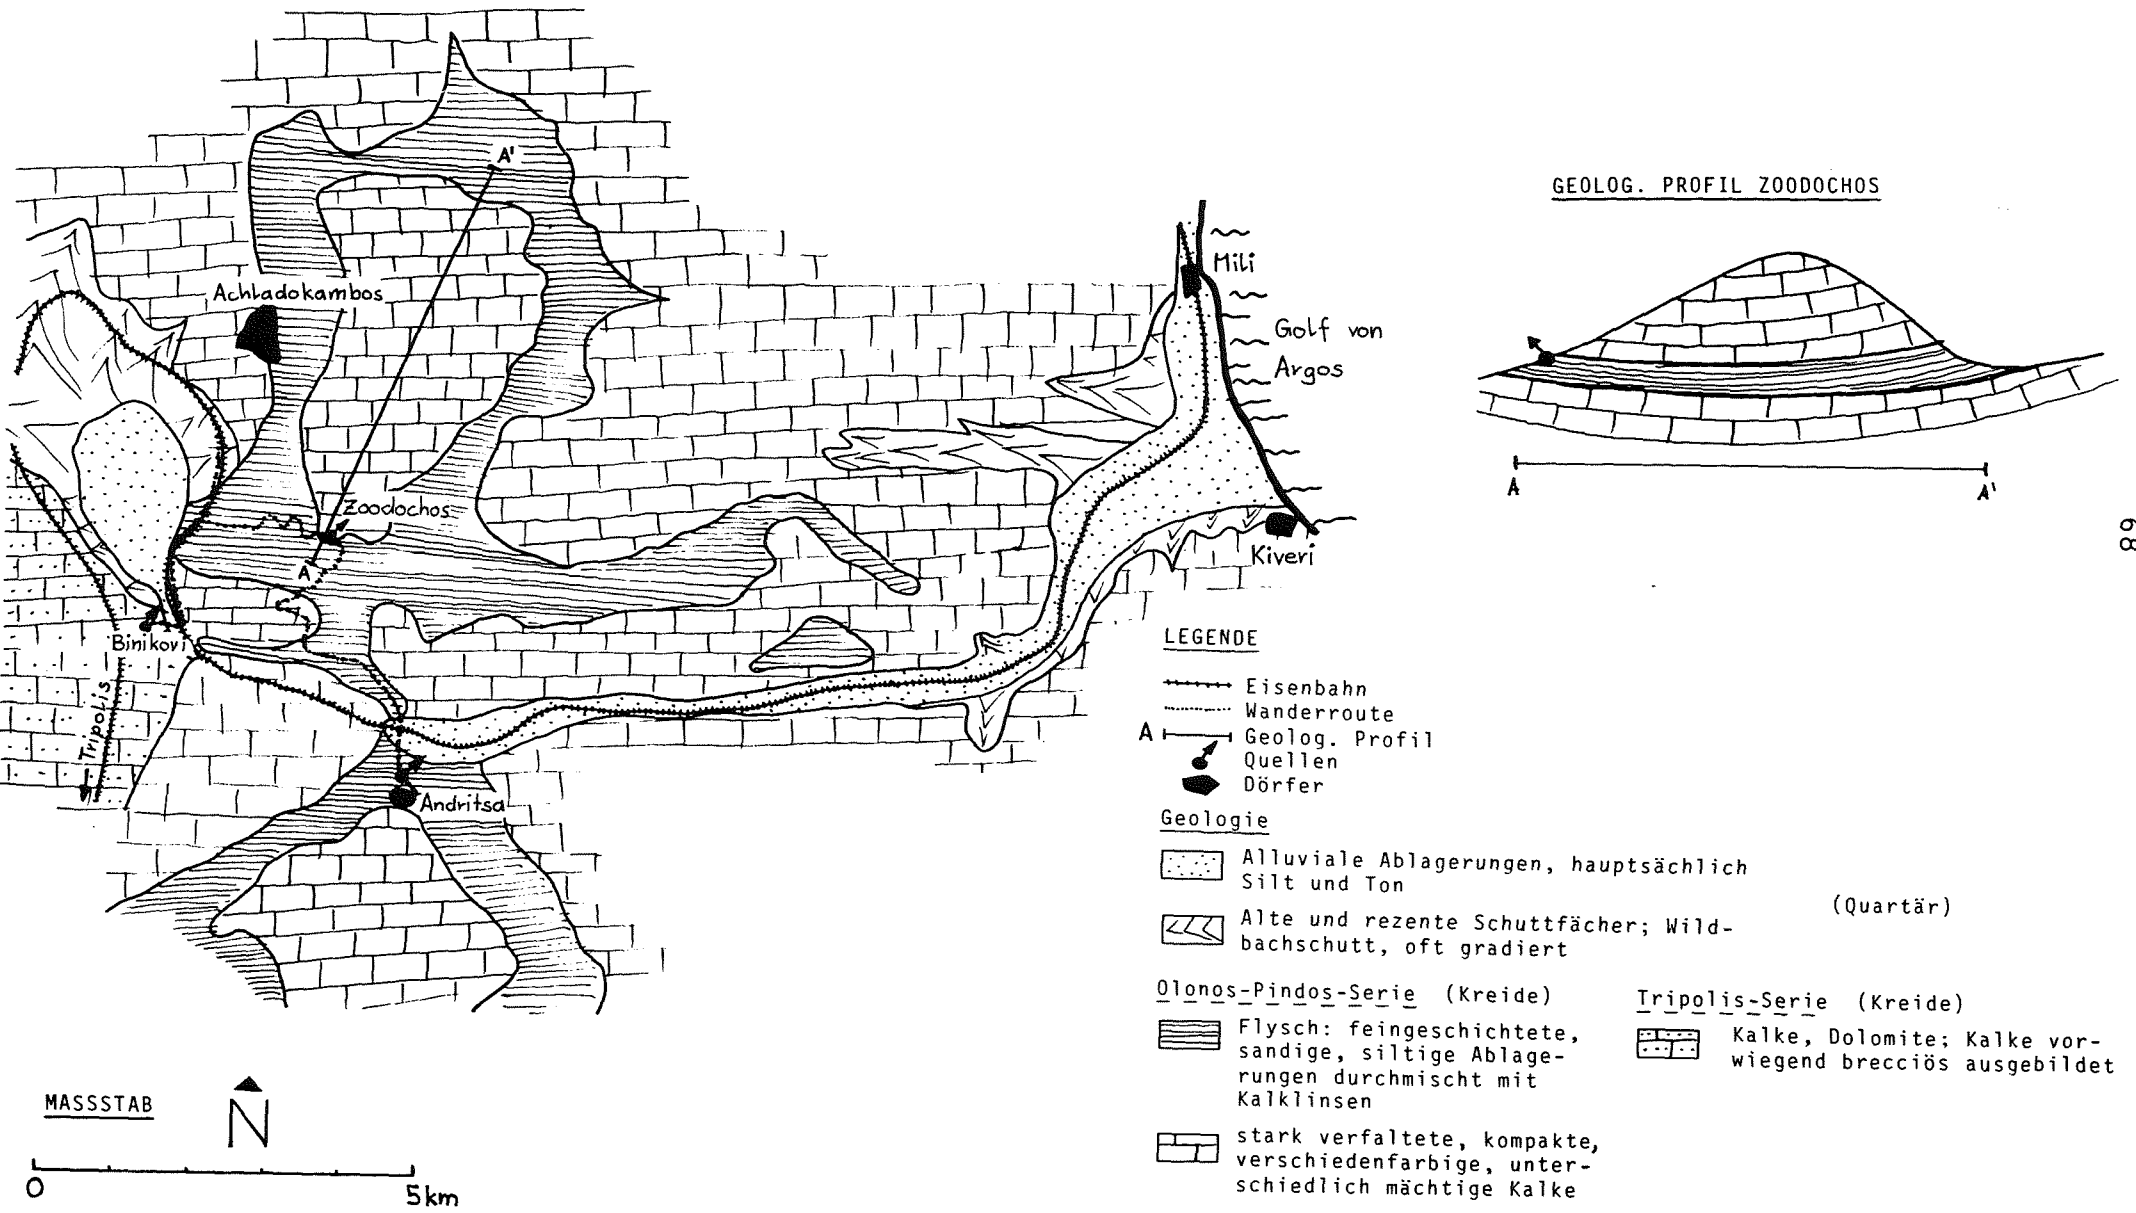 A'
GEOLOG. PROFIL ZOODOCHOS
Achladokambos
Mili
Golf von
Argos
Zoodochos
A
Kiveri
Binikovi
Tripolis
Andritsa
A
A'
68
LEGENDE
Eisenbahn
Wanderroute
A
Geolog. Profil
Quellen
Dörfer
Geologie
Alluviale Ablagerungen, hauptsächlich
Silt und Ton
(Quartär)
Alte und rezente Schuttfächer; Wild-
bachschutt, oft gradiert
Olonos-Pindos-Serie (Kreide)
Flysch: feingeschichtete,
sandige, siltige Ablage-
rungen durchmischt mit
Kalklinsen
stark verfaltete, kompakte,
verschiedenfarbige, unter-
schiedlich mächtige Kalke
Tripolis-Serie (Kreide)
Kalke, Dolomite; Kalke vor-
wiegend brecciös ausgebildet
MASSSTAB
N
0
5km